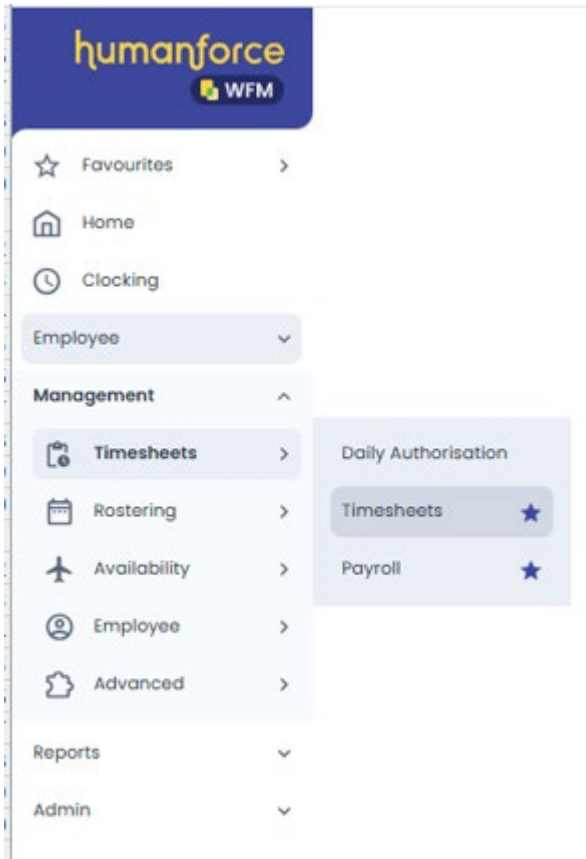 humanforce
WFM
Favourites
Home
Clocking
Employee
Management
Timesheets
Rostering
Availability
Employee
Advanced
Reports
Admin
Daily Authorisation
Timesheets
Payroll